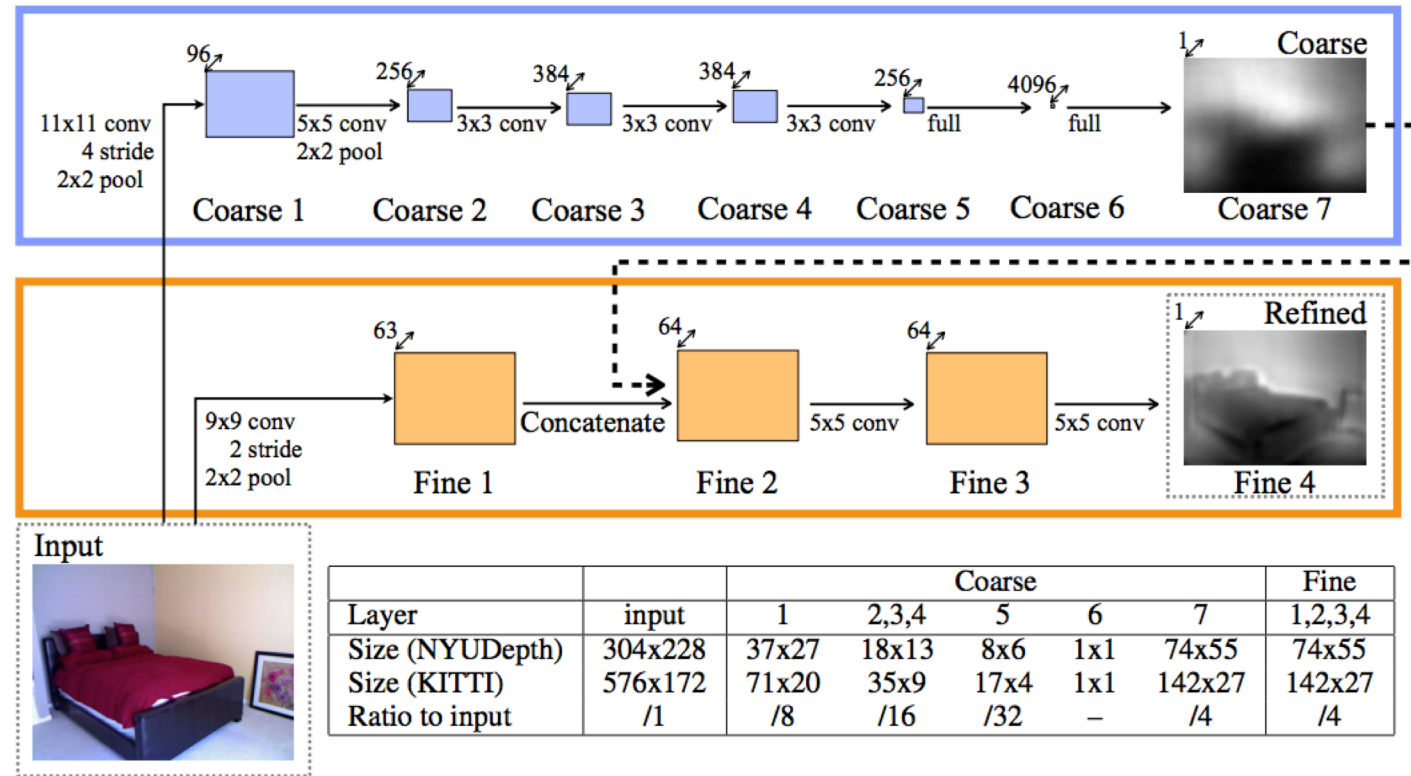 96
256
384
384
256
4096
1
Coarse
11x11 conv
4 stride
2x2 pool
5x5 conv
2x2 pool
3x3 conv
3x3 conv
3x3 conv
full
full
Coarse 1
Coarse 2
Coarse 3
Coarse 4
Coarse 5
Coarse 6
Coarse 7
63
64
64
1
Refined
9x9 conv
2 stride
2x2 pool
Concatenate
5x5 conv
5x5 conv
Fine 1
Fine 2
Fine 3
Fine 4
Input
Coarse Fine
Layer input 1 2,3,4 5 6 7 1,2,3,4
Size (NYUDepth) 304x228 37x27 18x13 8x6 1x1 74x55 74x55
Size (KITTI) 576x172 71x20 35x9 17x4 1x1 142x27 142x27
Ratio to input /1 /8 /16 /32 – /4 /4